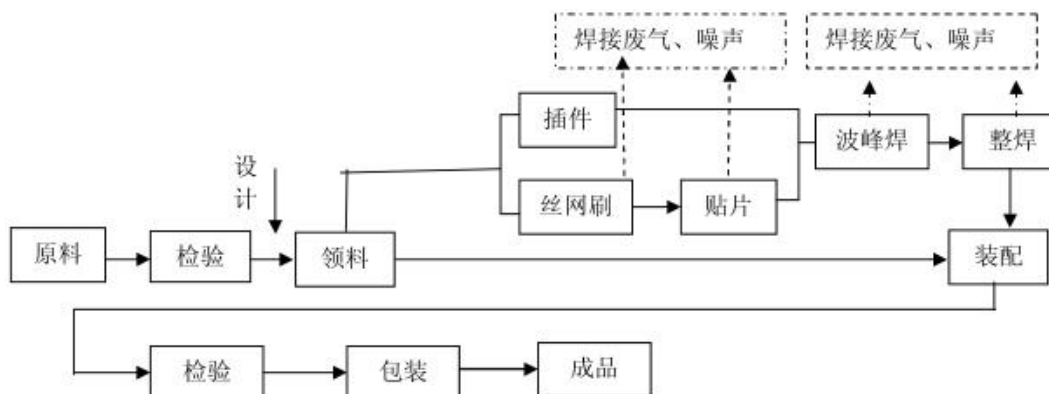 焊接废气、噪声
焊接废气、噪声
插件
波峰焊
整焊
设计
丝网刷
贴片
原料
检验
领料
装配
检验
包装
成品